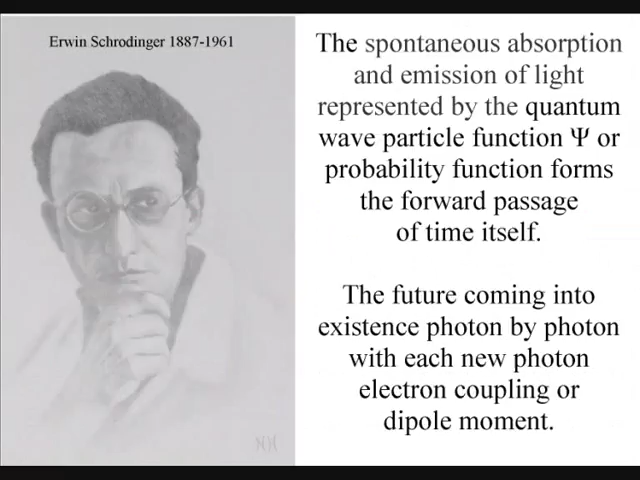 Erwin Schrodinger 1887-1961
The spontaneous absorption
and emission of light
represented by the quantum
wave particle function Ψ or
probability function forms
the forward passage
of time itself.
The future coming into
existence photon by photon
with each new photon
electron coupling or
dipole moment.